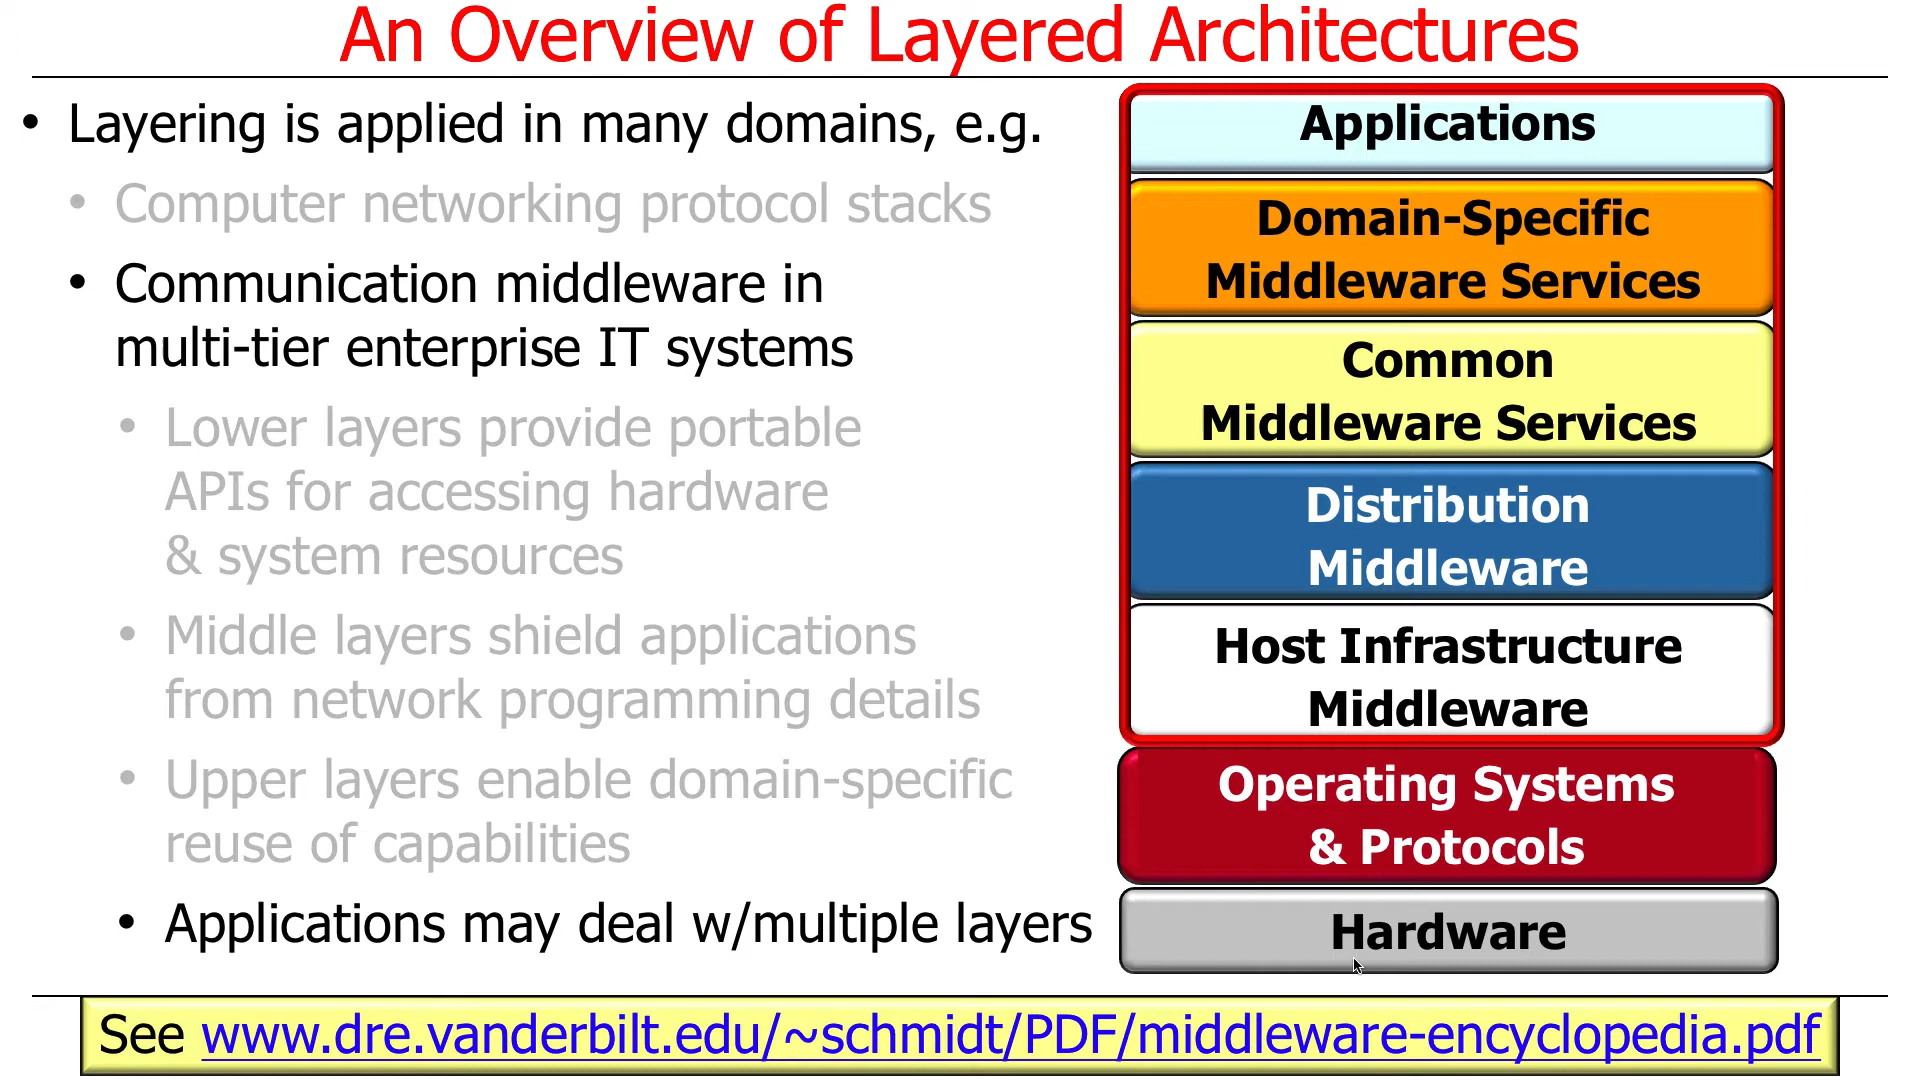 An Overview of Layered Architectures
• Layering is applied in many domains, e.g.
• Computer networking protocol stacks
• Communication middleware in
multi-tier enterprise IT systems
• Lower layers provide portable
APIs for accessing hardware
& system resources
• Middle layers shield applications
from network programming details
• Upper layers enable domain-specific
reuse of capabilities
• Applications may deal w/multiple layers
Applications
Domain-Specific
Middleware Services
Common
Middleware Services
Distribution
Middleware
Host Infrastructure
Middleware
Operating Systems
& Protocols
Hardware
See www.dre.vanderbilt.edu/~schmidt/PDF/middleware-encyclopedia.pdf